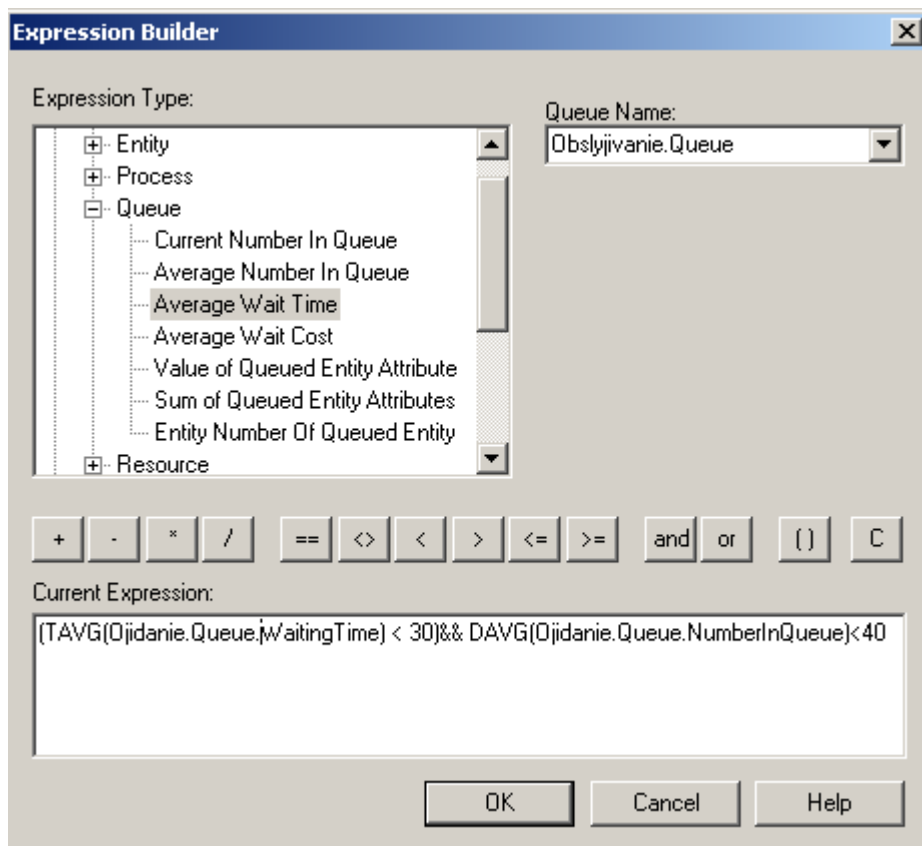 Expression Builder
Expression Type:
Queue Name:
Entity
Obslyjivanie.Queue
Process
Queue
Current Number In Queue
Average Number In Queue
Average Wait Time
Average Wait Cost
Value of Queued Entity Attribute
Sum of Queued Entity Attributes
Entity Number Of Queued Entity
Resource
+ - * / == <> < > <= >= and or ( ) C
Current Expression:
(TAVG(Ojidanie.Queue.WaitingTime) < 30)&& DAVG(Ojidanie.Queue.NumberInQueue)<40
OK Cancel Help